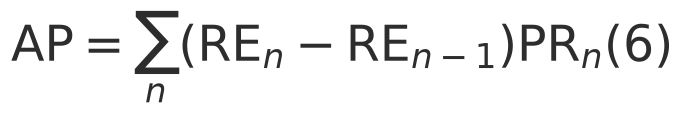 AP = ∑ₙ(REₙ − REₙ₋₁)PRₙ(6)